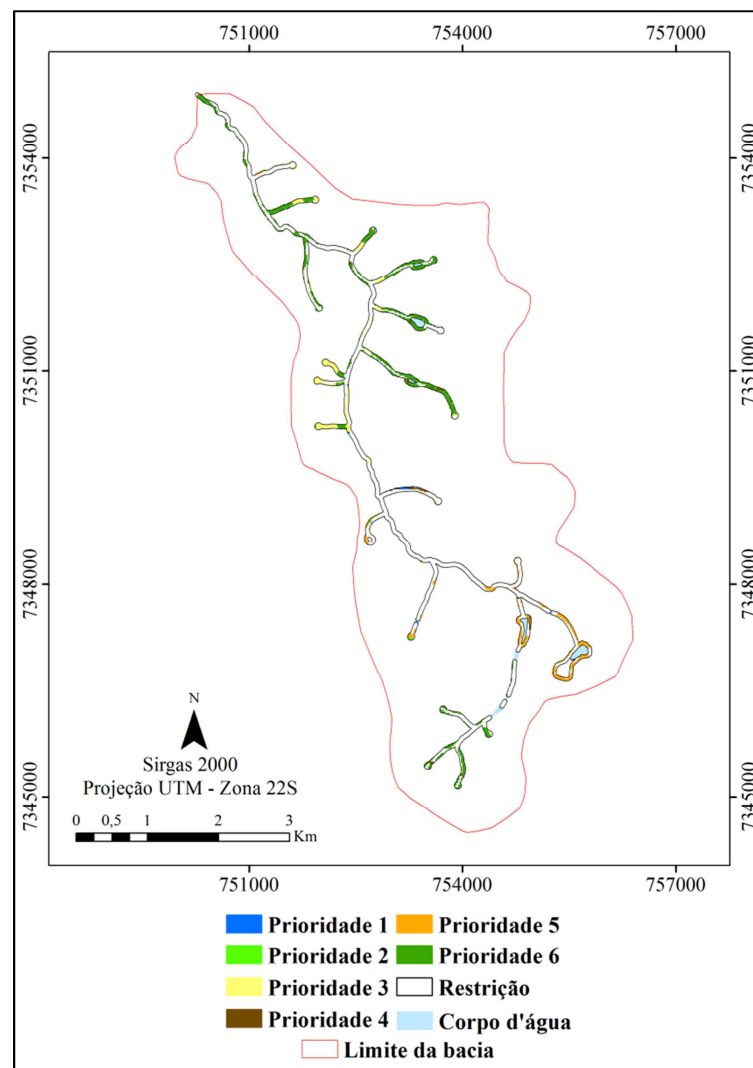 751000 754000 757000
7354000 7354000
7351000 7351000
7348000 7348000
7345000 7345000
N
Sirgas 2000
Projeção UTM - Zona 22S
0 0,5 1 2 3
Km
751000 754000 757000
Prioridade 1 Prioridade 5
Prioridade 2 Prioridade 6
Prioridade 3 Restrição
Prioridade 4 Corpo d'água
Limite da bacia